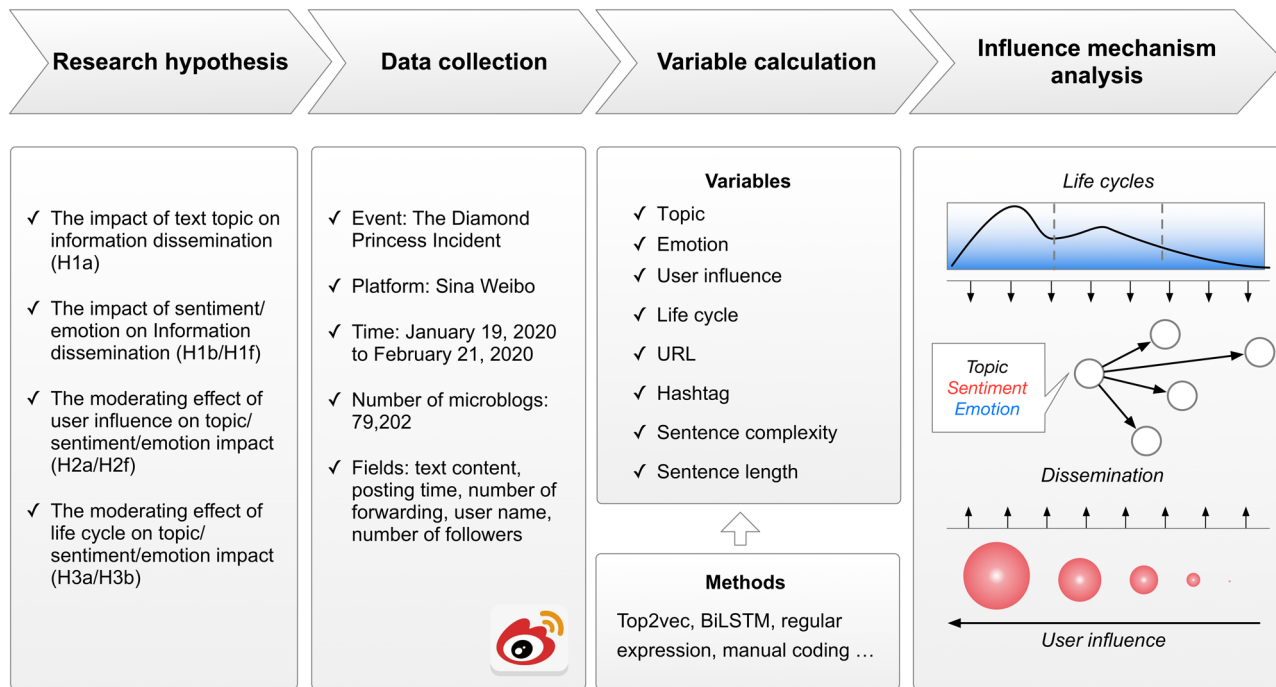 Research hypothesis
Data collection
Variable calculation
Influence mechanism
analysis
✓ The impact of text topic on
information dissemination
(H1a)
✓ The impact of sentiment/
emotion on Information
dissemination (H1b/H1f)
✓ The moderating effect of
user influence on topic/
sentiment/emotion impact
(H2a/H2f)
✓ The moderating effect of
life cycle on topic/
sentiment/emotion impact
(H3a/H3b)
✓ Event: The Diamond
Princess Incident
✓ Platform: Sina Weibo
✓ Time: January 19, 2020
to February 21, 2020
✓ Number of microblogs:
79,202
✓ Fields: text content,
posting time, number of
forwarding, user name,
number of followers
Variables
✓ Topic
✓ Emotion
✓ User influence
✓ Life cycle
✓ URL
✓ Hashtag
✓ Sentence complexity
✓ Sentence length
Methods
Top2vec, BiLSTM, regular
expression, manual coding …
Life cycles
Topic
Sentiment
Emotion
Dissemination
User influence